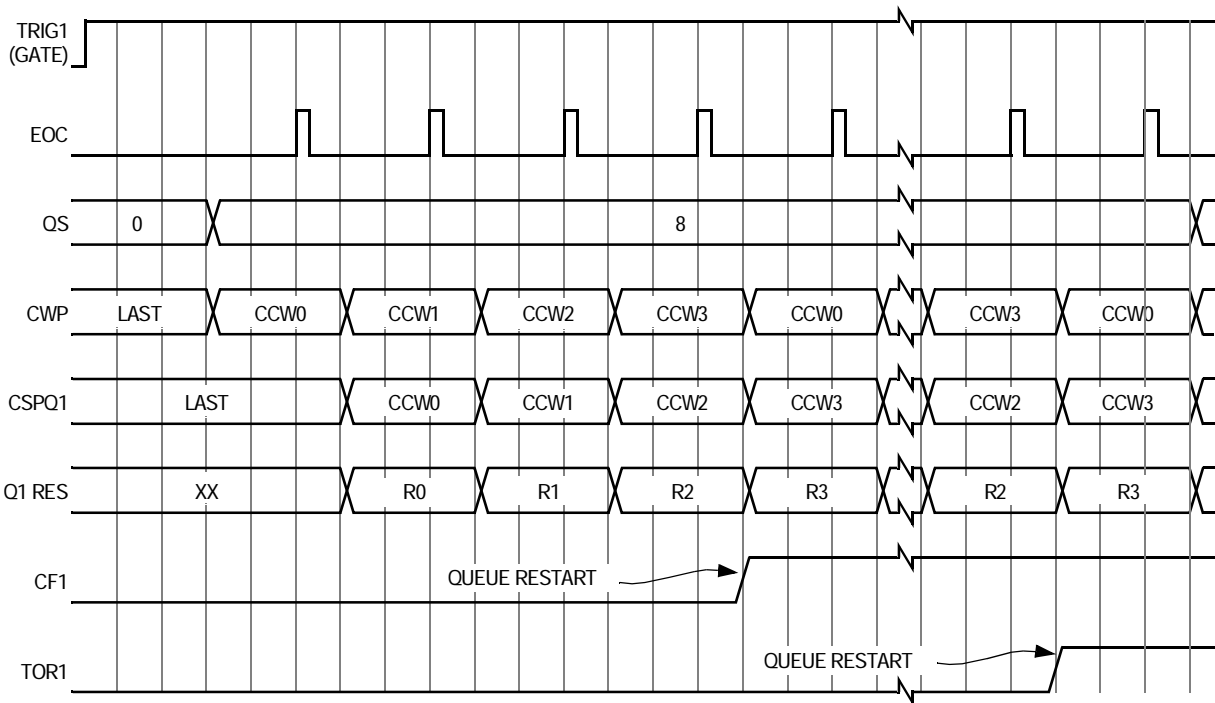 TRIG1
(GATE)
EOC
QS 0 8
CWP LAST CCW0 CCW1 CCW2 CCW3 CCW0 CCW3 CCW0
CSPQ1 LAST CCW0 CCW1 CCW2 CCW3 CCW2 CCW3
Q1 RES XX R0 R1 R2 R3 R2 R3
CF1 QUEUE RESTART
TOR1 QUEUE RESTART